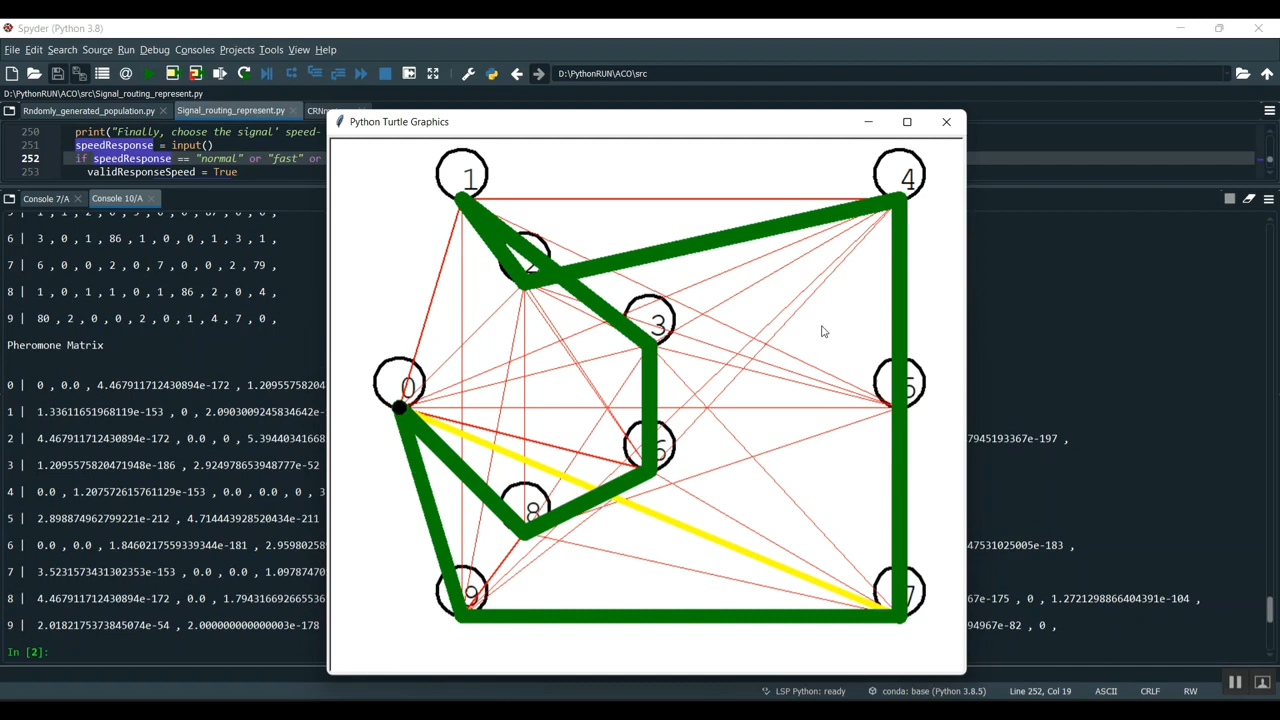 Spyder (Python 3.8)
File Edit Search Source Run Debug Consoles Projects Tools View Help
D:\PythonRUN\ACO\src
D:\PythonRUN\ACO\src\Signal_routing_represent.py
Rndomly_generated_population.py Signal_routing_represent.py
250 print("Finally, choose the signal' speed-
251 speedResponse = input()
252 if speedResponse == "normal" or "fast" or
253 validResponseSpeed = True
Console 7/A Console 10/A
Python Turtle Graphics
6 | 3 , 0 , 1 , 86 , 1 , 0 , 0 , 1 , 3 , 1 ,
7 | 6 , 0 , 0 , 2 , 0 , 7 , 0 , 0 , 2 , 79 ,
8 | 1 , 0 , 1 , 1 , 0 , 1 , 86 , 2 , 0 , 4 ,
9 | 80 , 2 , 0 , 0 , 2 , 0 , 1 , 4 , 7 , 0 ,
Pheromone Matrix
0 | 0 , 0.0 , 4.467911712430894e-172 , 1.20955758204
1 | 1.33611651968119e-153 , 0 , 2.0903009245834642e-
2 | 4.467911712430894e-172 , 0.0 , 0 , 5.39440341668
7945193367e-197 ,
3 | 1.2095575820471948e-186 , 2.924978653948777e-52
4 | 0.0 , 1.207572615761129e-153 , 0.0 , 0.0 , 0 , 3
5 | 2.898874962799221e-212 , 4.714443928520434e-211
6 | 0.0 , 0.0 , 1.8460217559339344e-181 , 2.95980258
47531025005e-183 ,
7 | 3.5231573431302353e-153 , 0.0 , 0.0 , 1.09787470
8 | 4.467911712430894e-172 , 0.0 , 1.79431669266553​6
67e-175 , 0 , 1.2721298866404391e-104 ,
9 | 2.0182175373845074e-54 , 2.000000000000003e-178
94967e-82 , 0 ,
In [2]:
1
4
2
3
0
5
6
8
9
7
LSP Python: ready conda: base (Python 3.8.5) Line 252, Col 19 ASCII CRLF RW